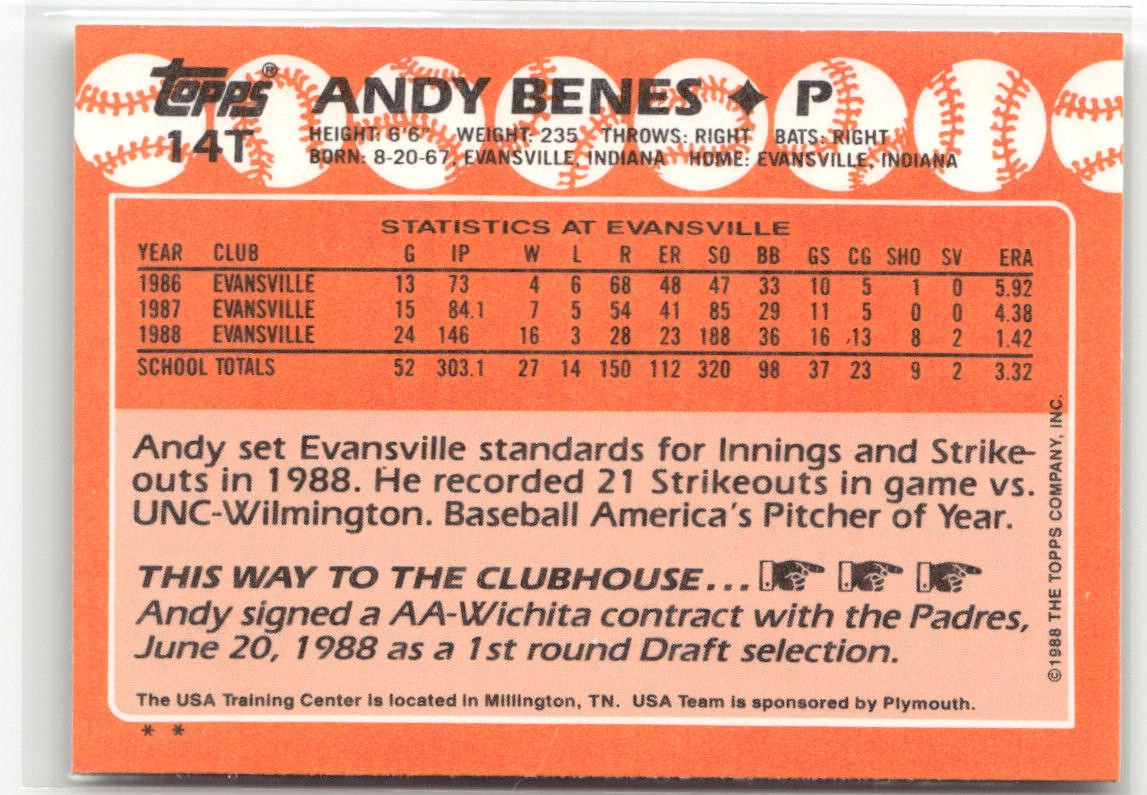 TOPPS® ANDY BENES ♦ P
14T HEIGHT: 6'6" WEIGHT: 235 THROWS: RIGHT BATS: RIGHT
BORN: 8-20-67, EVANSVILLE, INDIANA HOME: EVANSVILLE, INDIANA
STATISTICS AT EVANSVILLE
YEAR CLUB G IP W L R ER SO BB GS CG SHO SV ERA
1986 EVANSVILLE 13 73 4 6 68 48 47 33 10 5 1 0 5.92
1987 EVANSVILLE 15 84.1 7 5 54 41 85 29 11 5 0 0 4.38
1988 EVANSVILLE 24 146 16 3 28 23 188 36 16 13 8 2 1.42
SCHOOL TOTALS 52 303.1 27 14 150 112 320 98 37 23 9 2 3.32
Andy set Evansville standards for Innings and Strike-
outs in 1988. He recorded 21 Strikeouts in game vs.
UNC-Wilmington. Baseball America's Pitcher of Year.
THIS WAY TO THE CLUBHOUSE...
Andy signed a AA-Wichita contract with the Padres,
June 20, 1988 as a 1st round Draft selection.
The USA Training Center is located in Millington, TN. USA Team is sponsored by Plymouth.
* *
©1988 THE TOPPS COMPANY, INC.